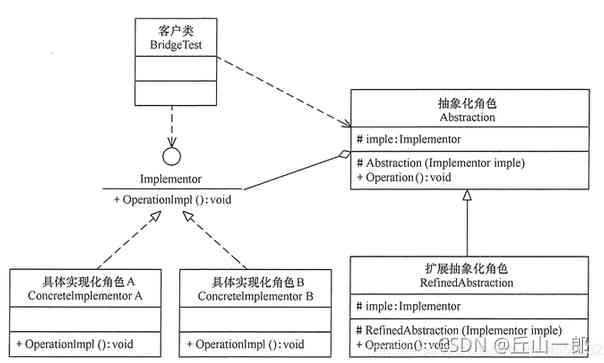 客户类
BridgeTest
抽象化角色
Abstraction
# imple:Implementor
# Abstraction (Implementor imple)
+ Operation():void
Implementor
+ OperationImpl():void
具体实现化角色A
ConcreteImplementor A
+ OperationImpl():void
具体实现化角色B
ConcreteImplementor B
+ OperationImpl():void
扩展抽象化角色
RefinedAbstraction
# imple:Implementor
# RefinedAbstraction (Implementor imple)
+ Operation():void
CSDN @丘山一郎